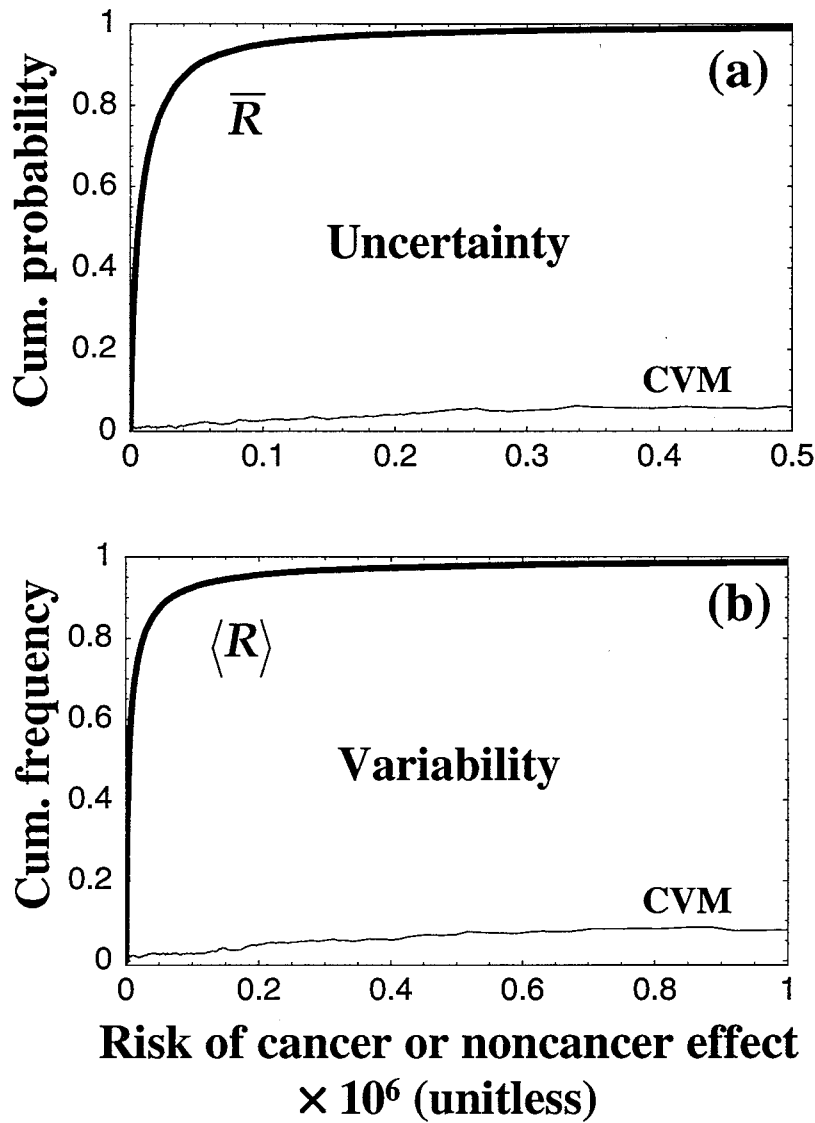 Cum. probability
1
0.8
0.6
0.4
0.2
0
(a)
R̅
Uncertainty
CVM
0 0.1 0.2 0.3 0.4 0.5
Cum. frequency
1
0.8
0.6
0.4
0.2
0
(b)
⟨R⟩
Variability
CVM
0 0.2 0.4 0.6 0.8 1
Risk of cancer or noncancer effect
× 10⁶ (unitless)